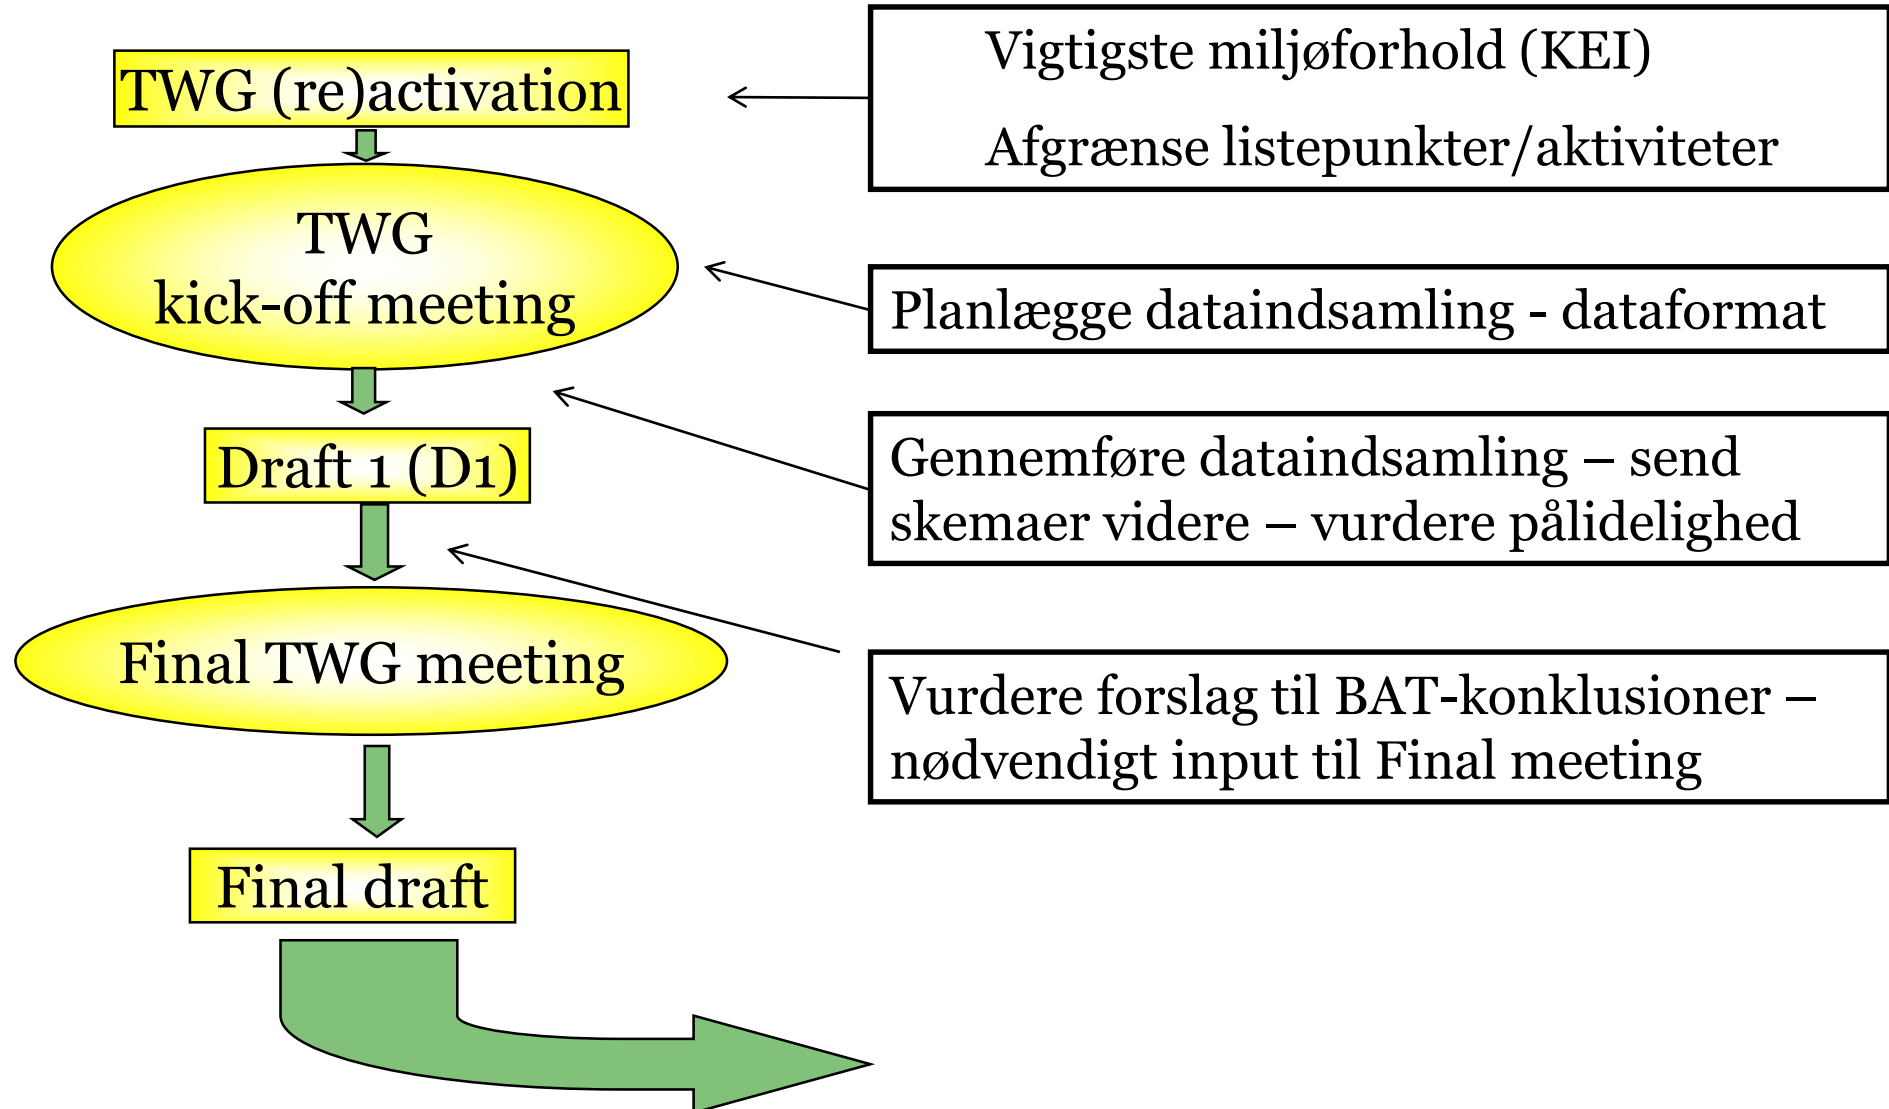 TWG (re)activation
TWG
kick-off meeting
Draft 1 (D1)
Final TWG meeting
Final draft
Vigtigste miljøforhold (KEI)
Afgrænse listepunkter/aktiviteter
Planlægge dataindsamling - dataformat
Gennemføre dataindsamling – send
skemaer videre – vurdere pålidelighed
Vurdere forslag til BAT-konklusioner –
nødvendigt input til Final meeting